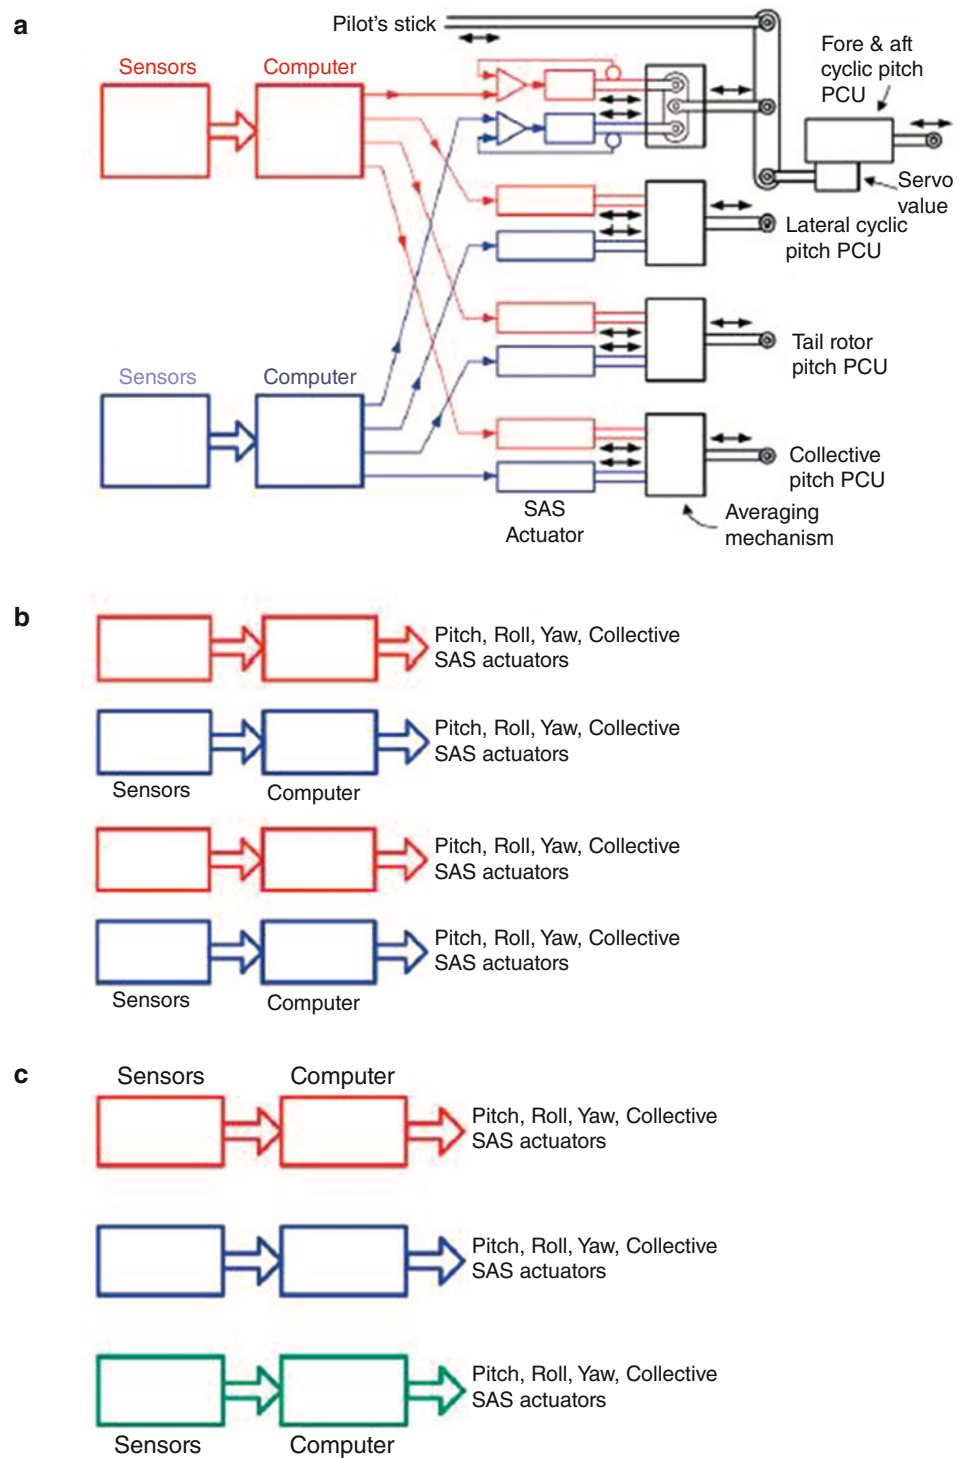 a
Pilot's stick
Fore & aft
cyclic pitch
PCU
Sensors
Computer
Servo
value
Lateral cyclic
pitch PCU
Tail rotor
pitch PCU
Sensors
Computer
Collective
pitch PCU
SAS
Actuator
Averaging
mechanism
b
Pitch, Roll, Yaw, Collective
SAS actuators
Pitch, Roll, Yaw, Collective
SAS actuators
Sensors
Computer
Pitch, Roll, Yaw, Collective
SAS actuators
Pitch, Roll, Yaw, Collective
SAS actuators
Sensors
Computer
c
Sensors
Computer
Pitch, Roll, Yaw, Collective
SAS actuators
Pitch, Roll, Yaw, Collective
SAS actuators
Pitch, Roll, Yaw, Collective
SAS actuators
Sensors
Computer